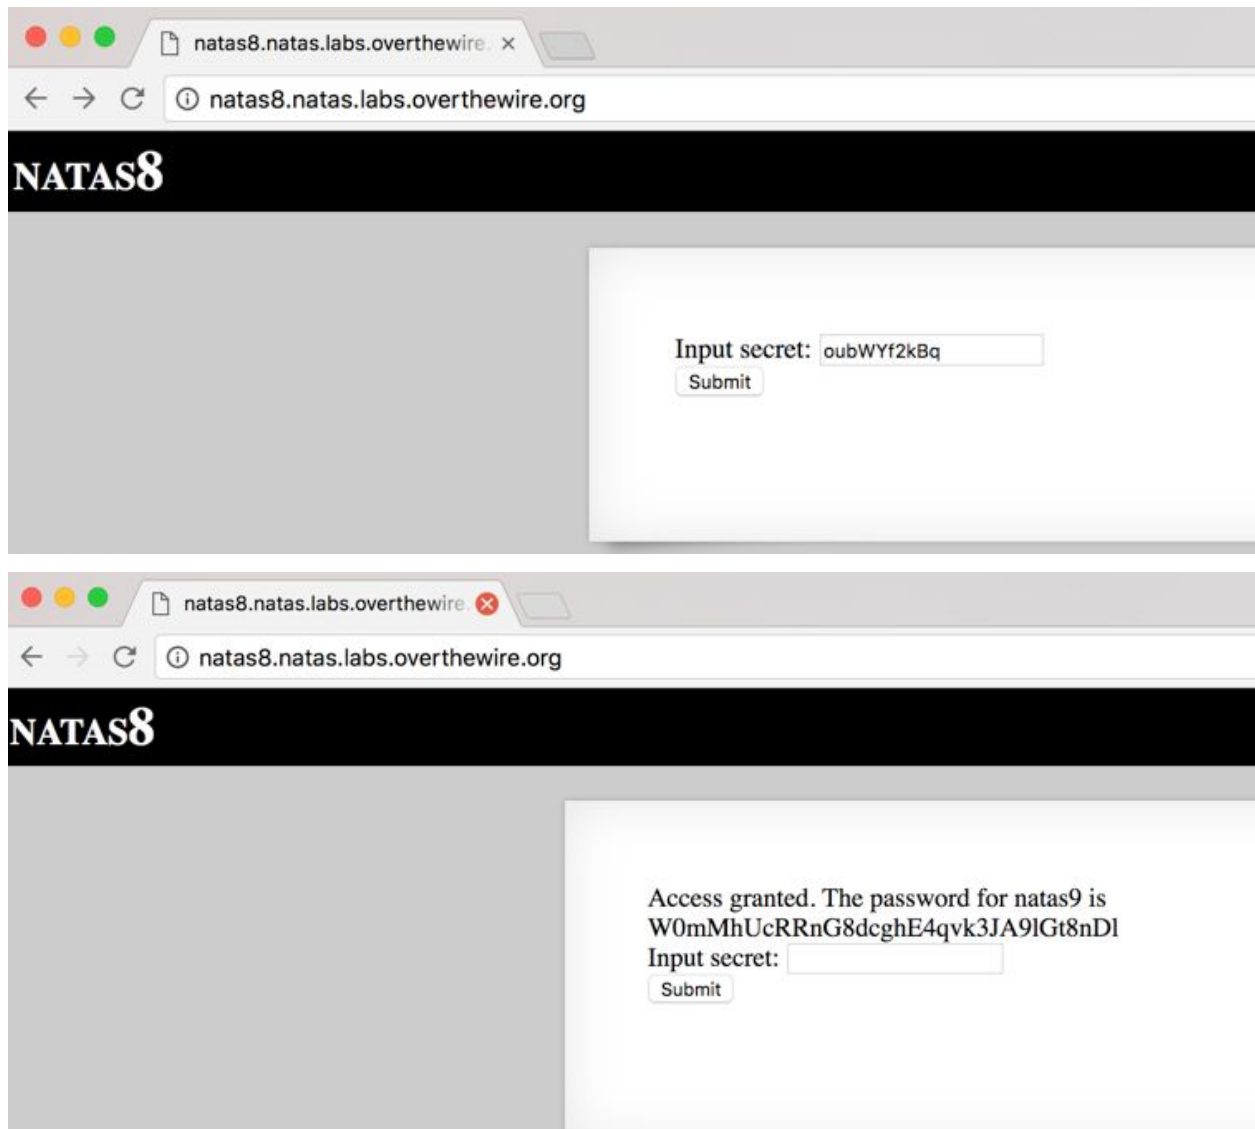 natas8.natas.labs.overthewire.
natas8.natas.labs.overthewire.org
NATAS8
Input secret: oubWYf2kBq
Submit
natas8.natas.labs.overthewire.
natas8.natas.labs.overthewire.org
NATAS8
Access granted. The password for natas9 is
W0mMhUcRRnG8dcghE4qvk3JA9lGt8nDl
Input secret:
Submit